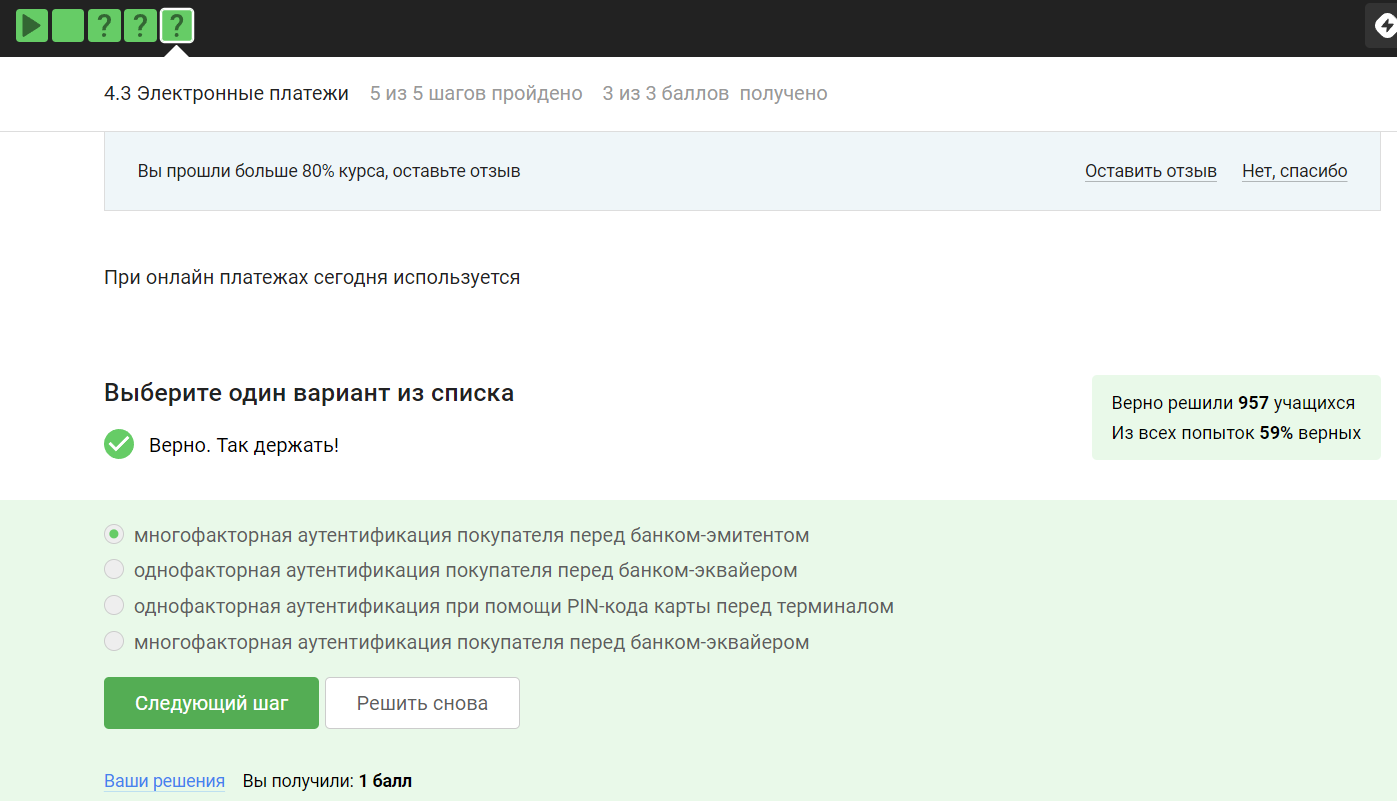 ? ? ?
4.3 Электронные платежи 5 из 5 шагов пройдено 3 из 3 баллов получено
Вы прошли больше 80% курса, оставьте отзыв Оставить отзыв Нет, спасибо
При онлайн платежах сегодня используется
Выберите один вариант из списка
Верно. Так держать!
Верно решили 957 учащихся
Из всех попыток 59% верных
многофакторная аутентификация покупателя перед банком-эмитентом
однофакторная аутентификация покупателя перед банком-эквайером
однофакторная аутентификация при помощи PIN-кода карты перед терминалом
многофакторная аутентификация покупателя перед банком-эквайером
Следующий шаг Решить снова
Ваши решения Вы получили: 1 балл